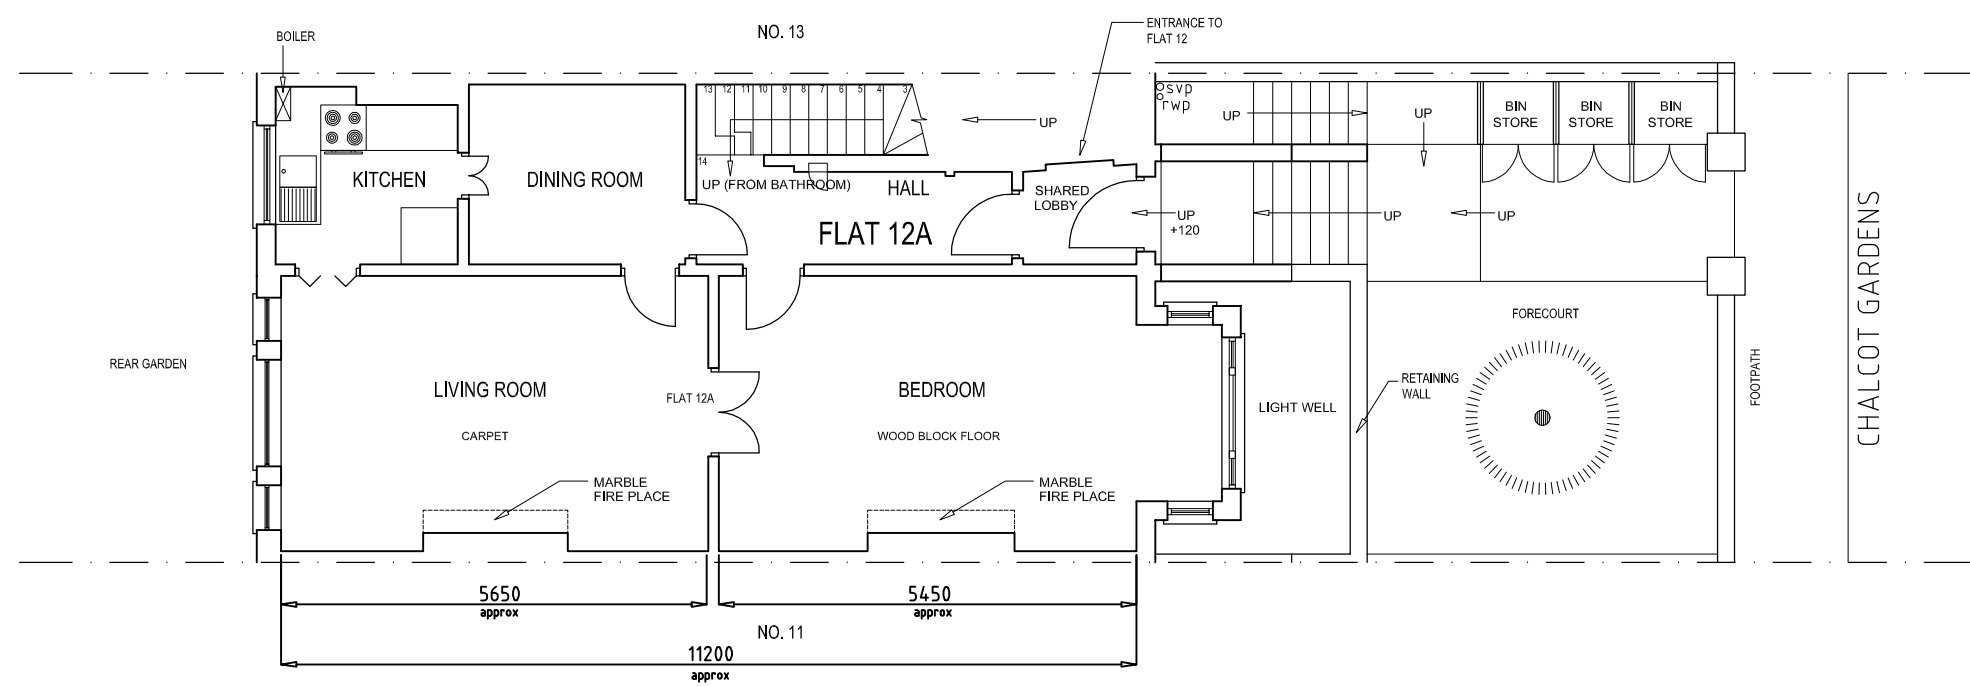 NO. 13
ENTRANCE TO
FLAT 12
BOILER
13
12
11
10
9
8
7
6
5
4
3
14
UP
svp
rwp
UP
UP
BIN
STORE
BIN
STORE
BIN
STORE
KITCHEN
DINING ROOM
UP (FROM BATHROOM)
HALL
SHARED
LOBBY
FLAT 12A
UP
+120
UP
UP
CHALCOT GARDENS
FORECOURT
REAR GARDEN
LIVING ROOM
CARPET
FLAT 12A
BEDROOM
WOOD BLOCK FLOOR
LIGHT WELL
RETAINING
WALL
FOOTPATH
MARBLE
FIRE PLACE
MARBLE
FIRE PLACE
5650
approx
5450
approx
NO. 11
11200
approx